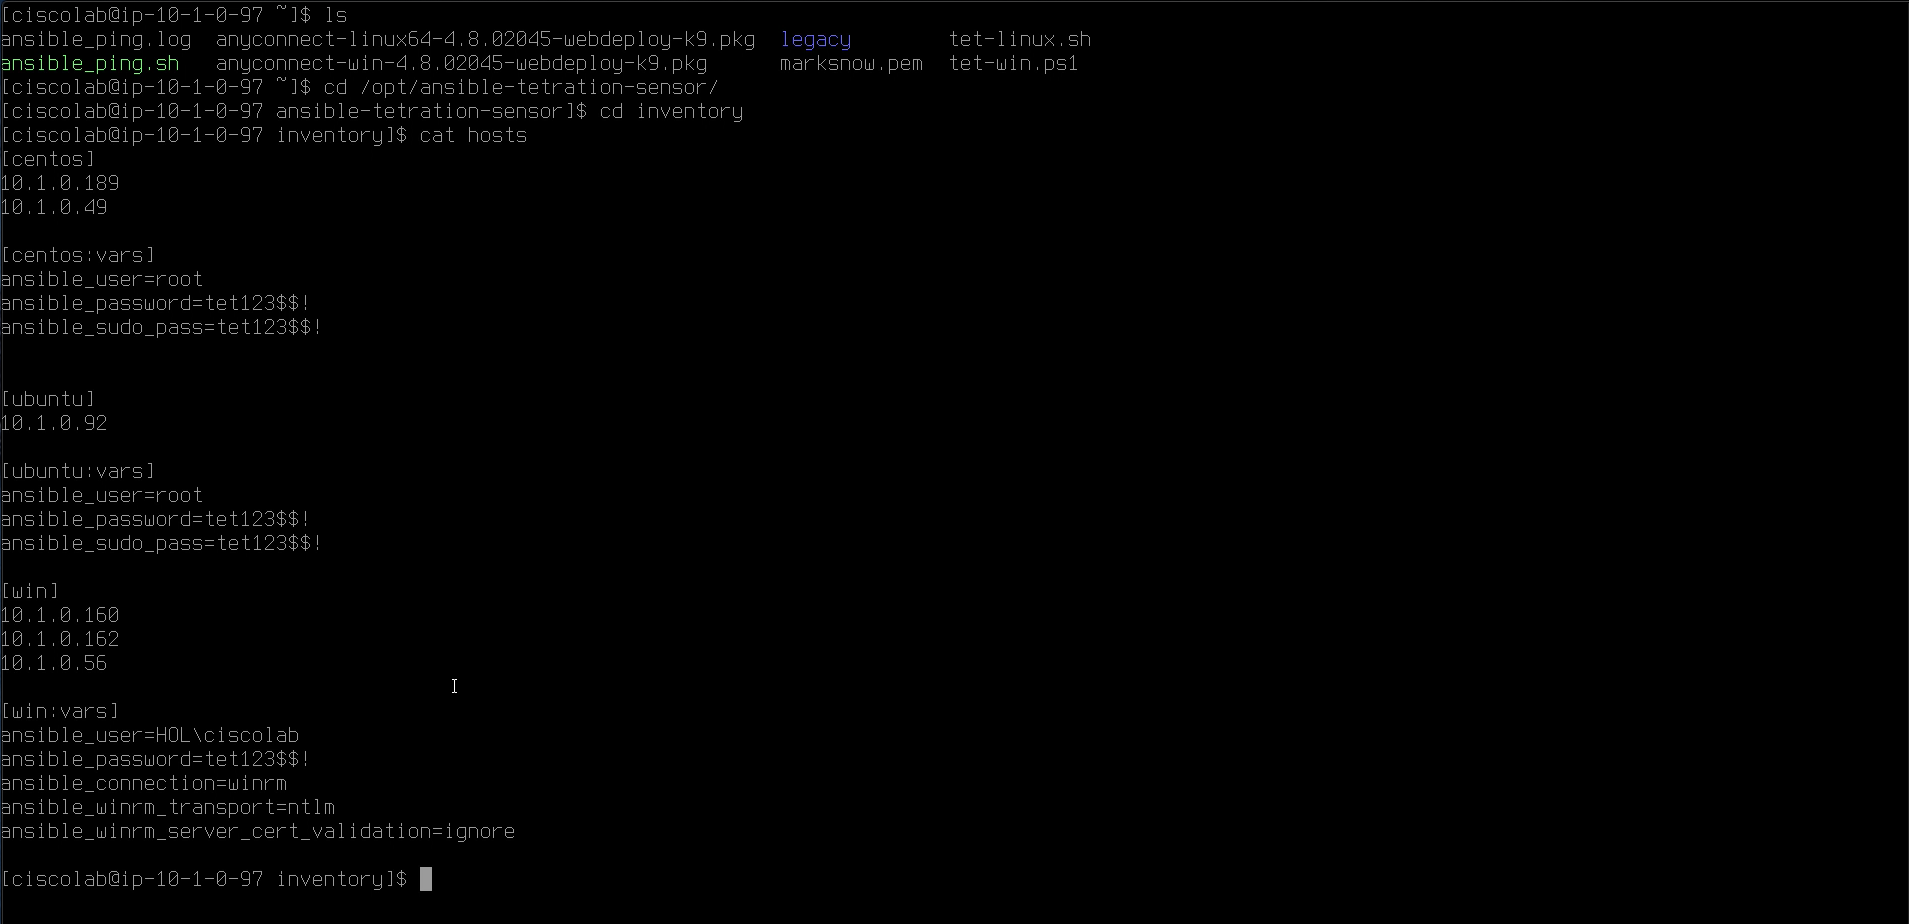 [ciscolab@ip-10-1-0-97 ~]$ ls
ansible_ping.log  anyconnect-linux64-4.8.02045-webdeploy-k9.pkg  legacy        tet-linux.sh
ansible_ping.sh   anyconnect-win-4.8.02045-webdeploy-k9.pkg      marksnow.pem  tet-win.ps1
[ciscolab@ip-10-1-0-97 ~]$ cd /opt/ansible-tetration-sensor/
[ciscolab@ip-10-1-0-97 ansible-tetration-sensor]$ cd inventory
[ciscolab@ip-10-1-0-97 inventory]$ cat hosts
[centos]
10.1.0.189
10.1.0.49
[centos:vars]
ansible_user=root
ansible_password=tet123$$!
ansible_sudo_pass=tet123$$!
[ubuntu]
10.1.0.92
[ubuntu:vars]
ansible_user=root
ansible_password=tet123$$!
ansible_sudo_pass=tet123$$!
[win]
10.1.0.160
10.1.0.162
10.1.0.56
[win:vars]
ansible_user=HOL\ciscolab
ansible_password=tet123$$!
ansible_connection=winrm
ansible_winrm_transport=ntlm
ansible_winrm_server_cert_validation=ignore
[ciscolab@ip-10-1-0-97 inventory]$